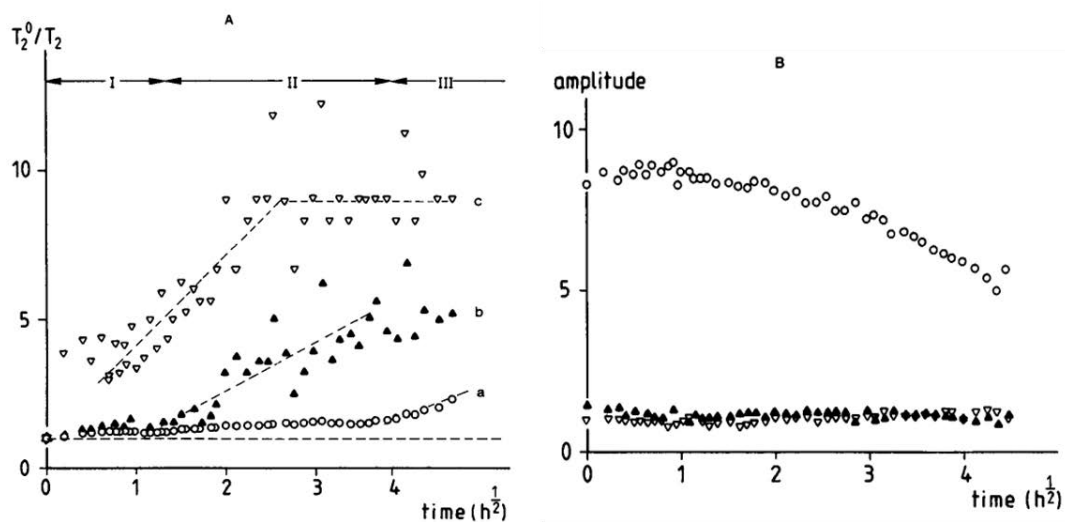 A
T₂⁰/T₂
I II III
10
c
5
b
a
0
0 1 2 3 4
time (h^½)
B
amplitude
10
5
0
0 1 2 3 4
time (h^½)